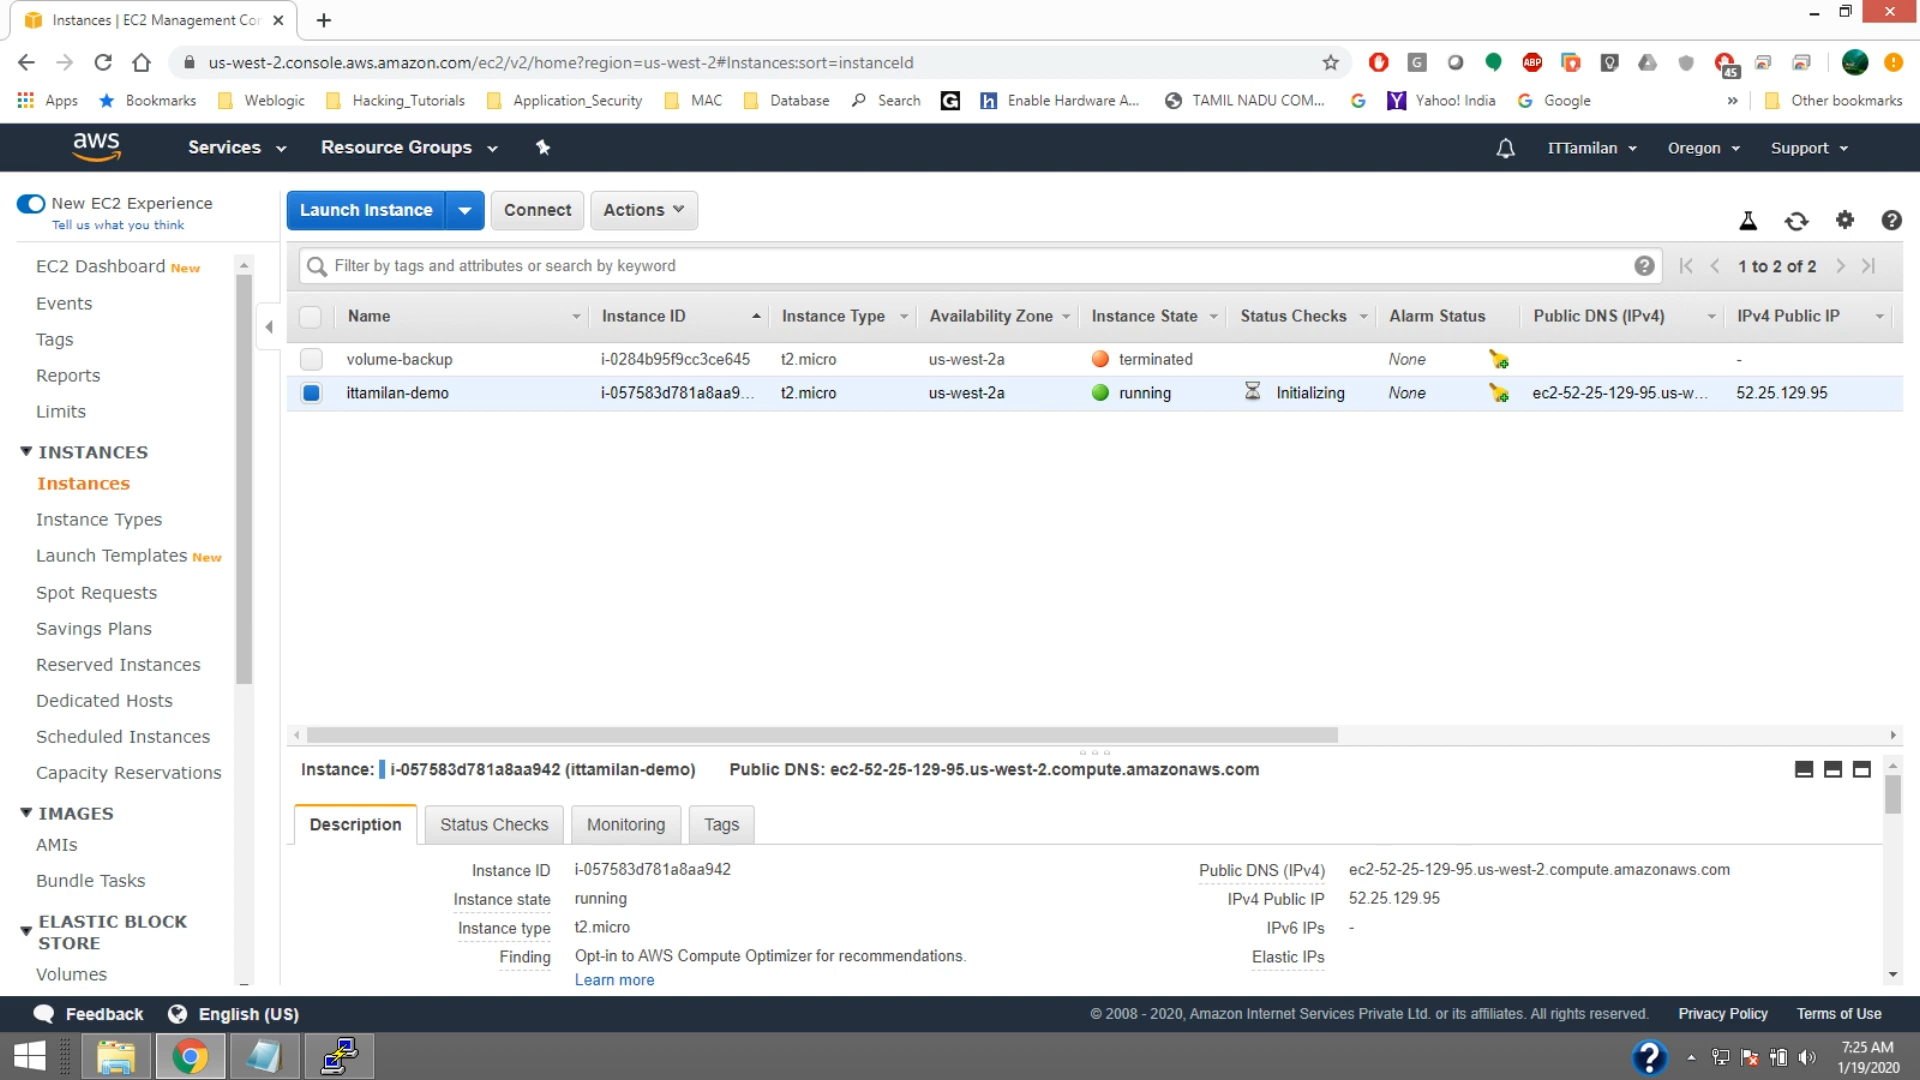 Instances | EC2 Management Cor
us-west-2.console.aws.amazon.com/ec2/v2/home?region=us-west-2#Instances:sort=instanceId
G
ABP
45
Apps Bookmarks Weblogic Hacking_Tutorials Application_Security MAC Database Search G h Enable Hardware A... TAMIL NADU COM... G Y Yahoo! India G Google » Other bookmarks
aws Services Resource Groups ITTamilan Oregon Support
New EC2 Experience
Tell us what you think
Launch Instance Connect Actions
EC2 Dashboard New
Events
Tags
Reports
Limits
INSTANCES
Instances
Instance Types
Launch Templates New
Spot Requests
Savings Plans
Reserved Instances
Dedicated Hosts
Scheduled Instances
Capacity Reservations
IMAGES
AMIs
Bundle Tasks
ELASTIC BLOCK
STORE
Volumes
Filter by tags and attributes or search by keyword 1 to 2 of 2
Name Instance ID Instance Type Availability Zone Instance State Status Checks Alarm Status Public DNS (IPv4) IPv4 Public IP
volume-backup i-0284b95f9cc3ce645 t2.micro us-west-2a terminated None -
ittamilan-demo i-057583d781a8aa9... t2.micro us-west-2a running Initializing None ec2-52-25-129-95.us-w... 52.25.129.95
Instance: i-057583d781a8aa942 (ittamilan-demo) Public DNS: ec2-52-25-129-95.us-west-2.compute.amazonaws.com
Description Status Checks Monitoring Tags
Instance ID i-057583d781a8aa942 Public DNS (IPv4) ec2-52-25-129-95.us-west-2.compute.amazonaws.com
Instance state running IPv4 Public IP 52.25.129.95
Instance type t2.micro IPv6 IPs -
Finding Opt-in to AWS Compute Optimizer for recommendations. Elastic IPs
Learn more
Feedback English (US) © 2008 - 2020, Amazon Internet Services Private Ltd. or its affiliates. All rights reserved. Privacy Policy Terms of Use
7:25 AM
1/19/2020